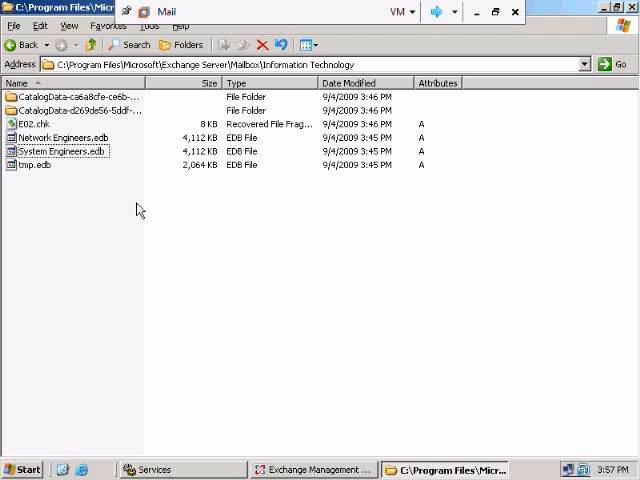 C:\Program Files\Micr
Mail
VM
File Edit View Favorites Tools Help
Back Search Folders
Address C:\Program Files\Microsoft\Exchange Server\Mailbox\Information Technology Go
Name Size Type Date Modified Attributes
CatalogData-ca6a8cfe-ce6b-... File Folder 9/4/2009 3:46 PM
CatalogData-d269de56-5ddf-... File Folder 9/4/2009 3:46 PM
E02.chk 8 KB Recovered File Frag... 9/4/2009 3:46 PM A
Network Engineers.edb 4,112 KB EDB File 9/4/2009 3:45 PM A
System Engineers.edb 4,112 KB EDB File 9/4/2009 3:45 PM A
tmp.edb 2,064 KB EDB File 9/4/2009 3:45 PM A
Start Services Exchange Management ... C:\Program Files\Micr... 3:57 PM